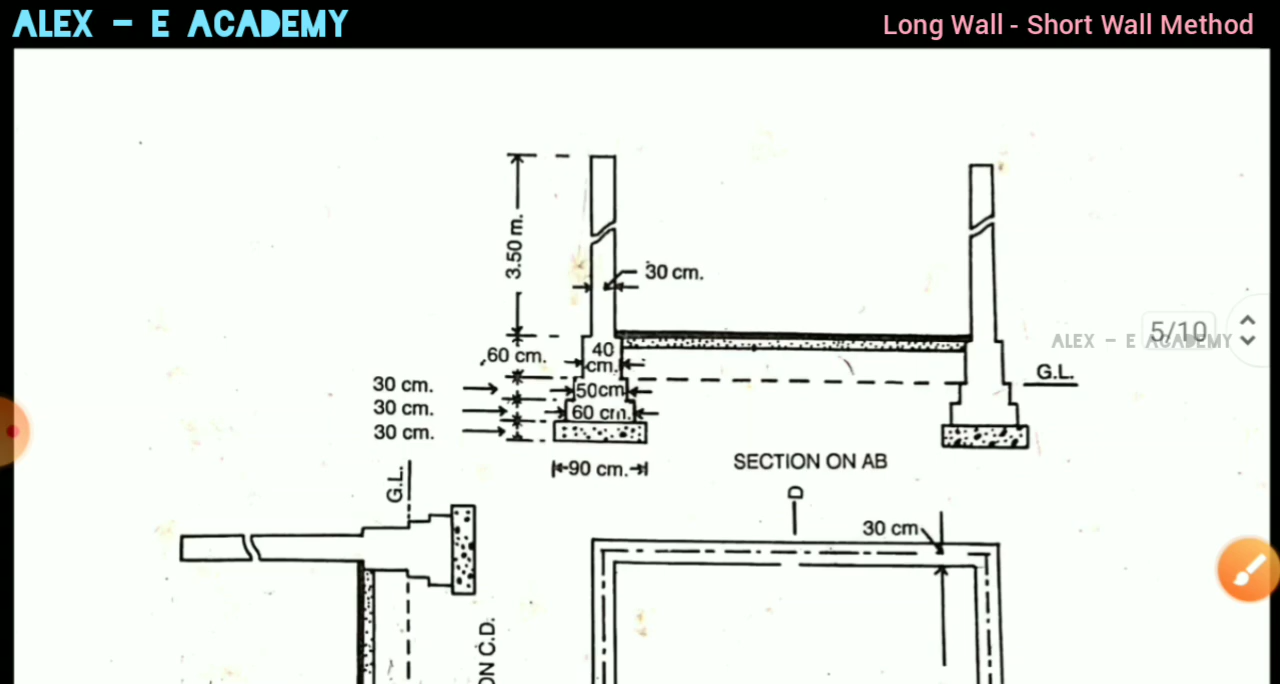 ALEX – E ACADEMY
Long Wall - Short Wall Method
3.50 m.
30 cm.
5/10
ALEX – E ACADEMY
60 cm.
40 cm.
G.L.
30 cm.
50cm
30 cm.
60 cm.
30 cm.
90 cm.
SECTION ON AB
G.L.
D
30 cm
ON C.D.